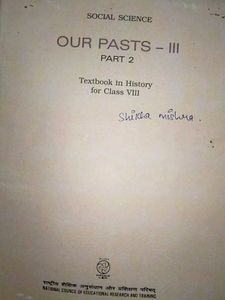 SOCIAL SCIENCE
OUR PASTS – III
PART 2
Textbook in History
for Class VIII
Shikha mishra.
राष्ट्रीय शैक्षिक अनुसंधान और प्रशिक्षण परिषद्
NATIONAL COUNCIL OF EDUCATIONAL RESEARCH AND TRAINING